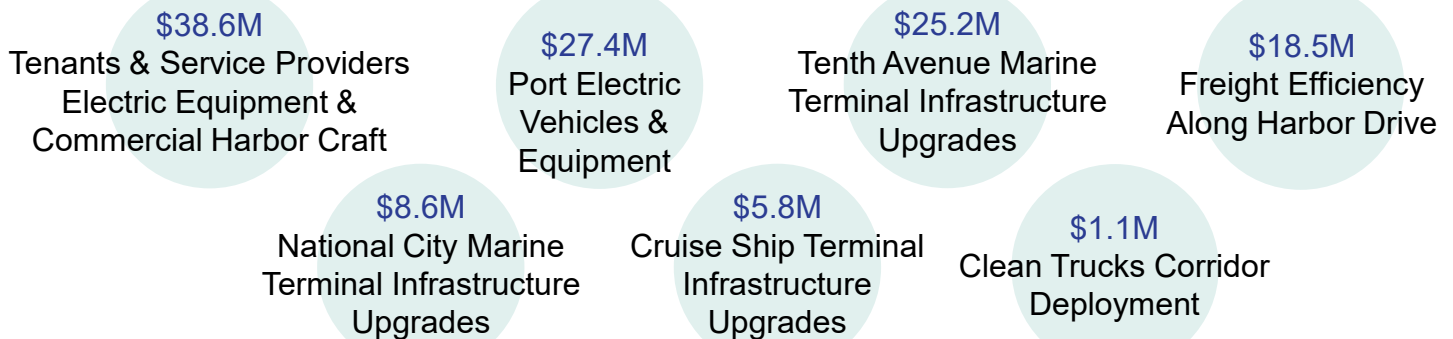 $38.6M
Tenants & Service Providers
Electric Equipment &
Commercial Harbor Craft
$27.4M
Port Electric
Vehicles &
Equipment
$25.2M
Tenth Avenue Marine
Terminal Infrastructure
Upgrades
$18.5M
Freight Efficiency
Along Harbor Drive
$8.6M
National City Marine
Terminal Infrastructure
Upgrades
$5.8M
Cruise Ship Terminal
Infrastructure
Upgrades
$1.1M
Clean Trucks Corridor
Deployment